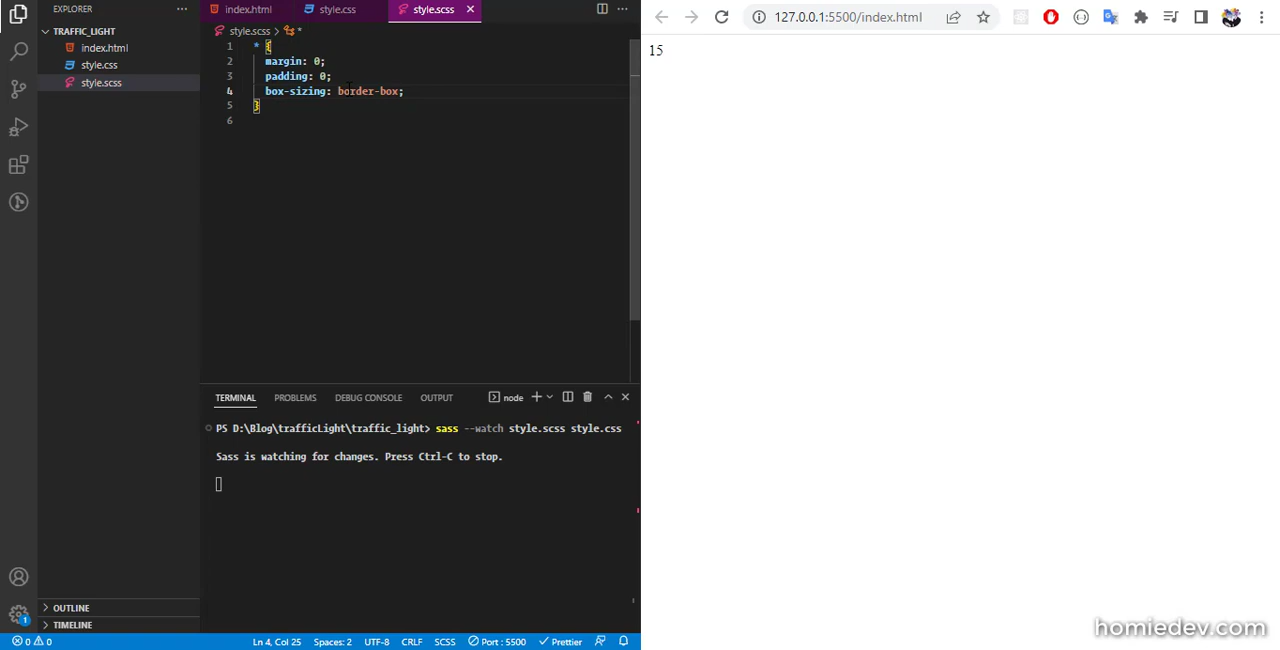 EXPLORER
index.html
style.css
style.scss
127.0.0.1:5500/index.html
TRAFFIC_LIGHT
index.html
style.css
style.scss
style.scss > *
1 * {
2 margin: 0;
3 padding: 0;
4 box-sizing: border-box;
5 }
6
15
TERMINAL PROBLEMS DEBUG CONSOLE OUTPUT node
PS D:\Blog\trafficLight\traffic_light> sass --watch style.scss style.css
Sass is watching for changes. Press Ctrl-C to stop.
OUTLINE
TIMELINE
1
0 0 Ln 4, Col 25 Spaces: 2 UTF-8 CRLF SCSS Port : 5500 Prettier
homiedev.com